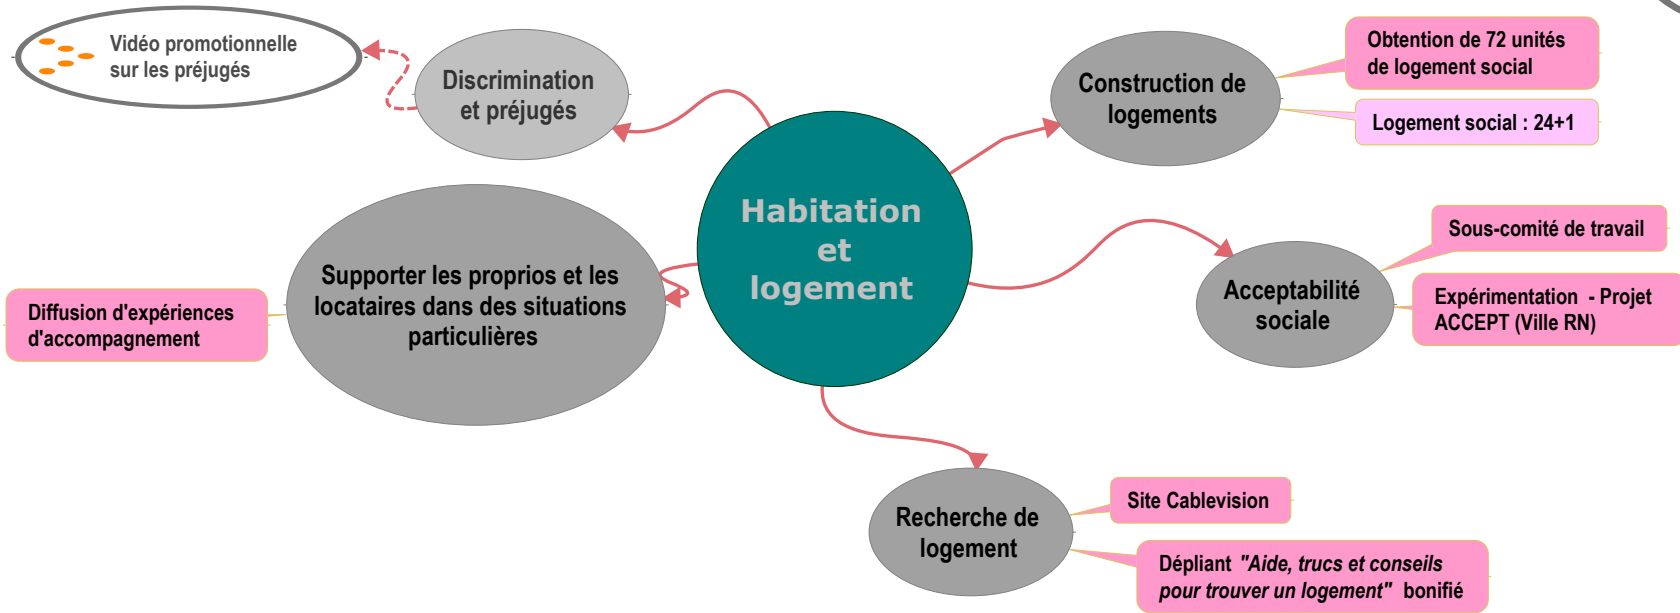 Vidéo promotionnelle
sur les préjugés
Discrimination
et préjugés
Construction de
logements
Obtention de 72 unités
de logement social
Logement social : 24+1
Habitation
et
logement
Supporter les proprios et les
locataires dans des situations
particulières
Diffusion d'expériences
d'accompagnement
Acceptabilité
sociale
Sous-comité de travail
Expérimentation - Projet
ACCEPT (Ville RN)
Recherche de
logement
Site Cablevision
Dépliant "Aide, trucs et conseils
pour trouver un logement" bonifié